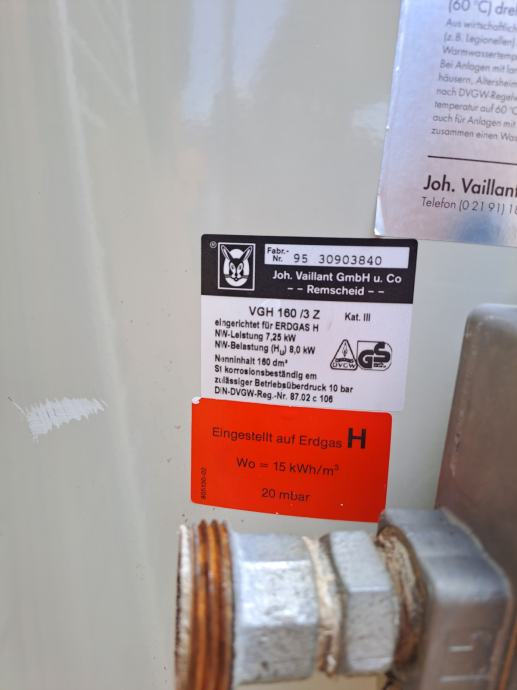 (60 °C) dreh
Aus wirtschaftlich
(z.B. Legionellen)
Warmwassertemp
Bei Anlagen mit lan
häusern, Altersheim
nach DVGW-Regelw
temperatur auf 60 °C
auch für Anlagen mit
zusammen einen Was
Joh. Vaillant
Telefon (0 21 91) 18
®
Fabr.-
Nr. 95 30903840
Joh. Vaillant GmbH u. Co
-- Remscheid --
VGH 160 /3 Z Kat. III
eingerichtet für ERDGAS H
NW-Leistung 7,25 kW
NW-Belastung (Hu) 8,0 kW
Nenninhalt 160 dm³
St korrosionsbeständig em
zulässiger Betriebsüberdruck 10 bar
DIN-DVGW-Reg.-Nr. 87.02 c 106
DVGW
GS
Eingestellt auf Erdgas H
Wo = 15 kWh/m³
20 mbar